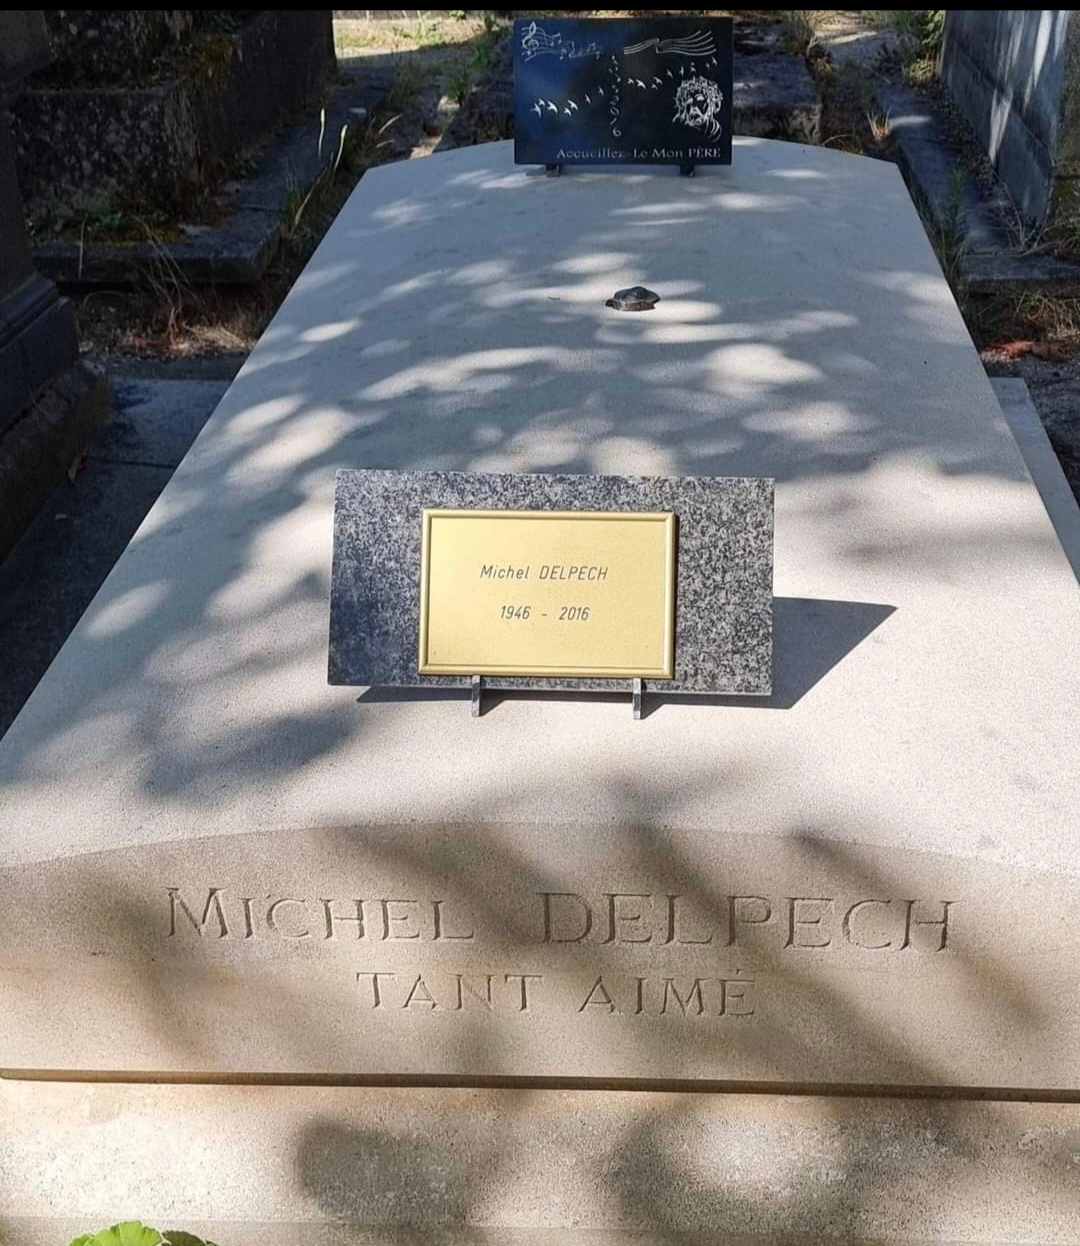 Accueillez-Le Mon PÈRE
Michel DELPECH
1946 - 2016
MICHEL DELPECH
TANT AIMÉ